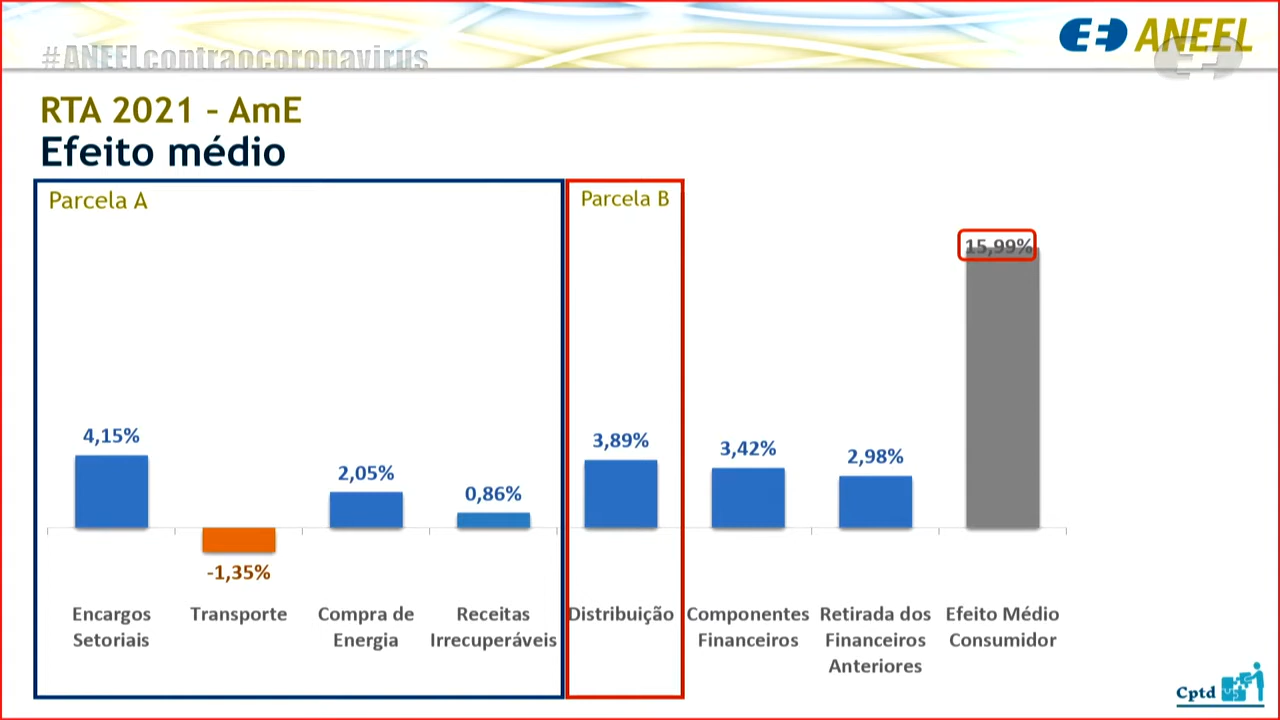 #ANEELcontraocoronavirus
ANEEL
RTA 2021 – AmE
Efeito médio
Parcela A
Parcela B
15,99%
4,15%
-1,35%
2,05%
0,86%
3,89%
3,42%
2,98%
Encargos
Setoriais
Transporte
Compra de
Energia
Receitas
Irrecuperáveis
Distribuição
Componentes
Financeiros
Retirada dos
Financeiros
Anteriores
Efeito Médio
Consumidor
Cptd